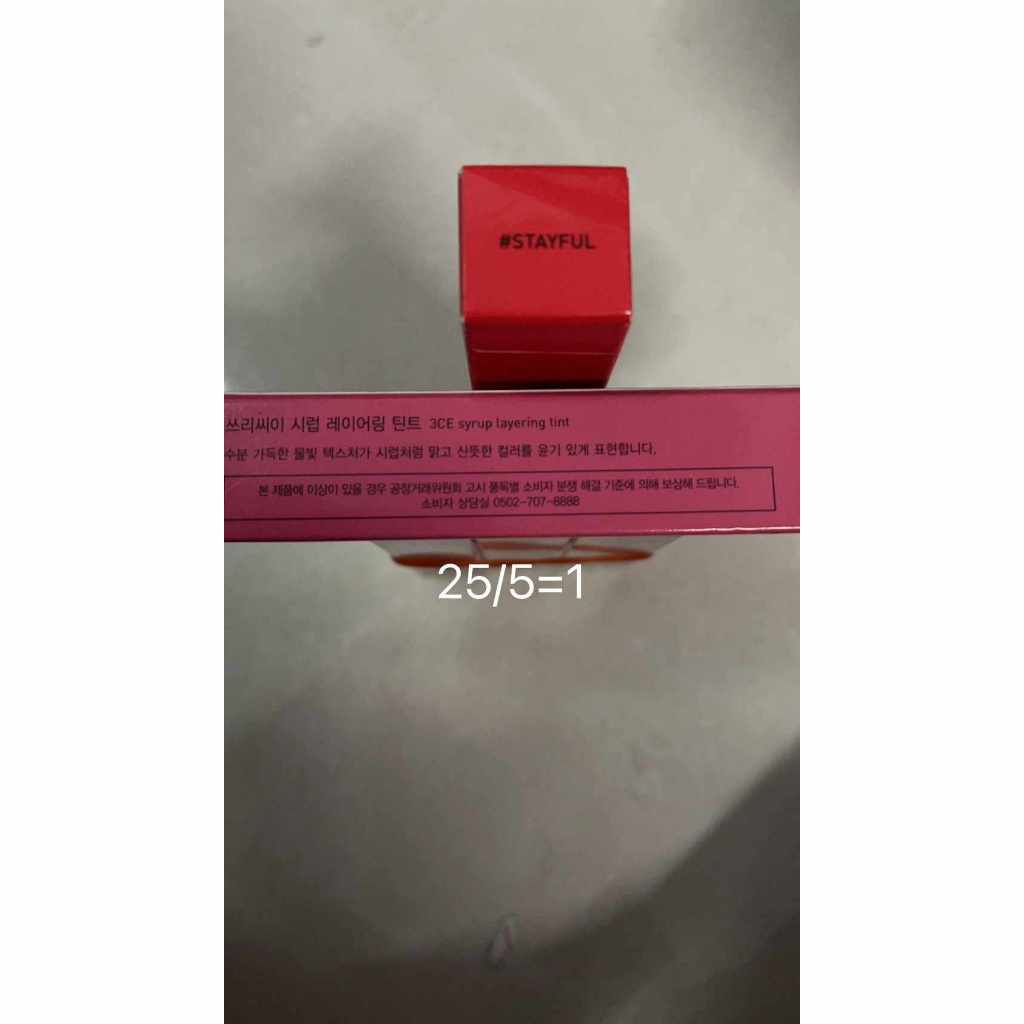 #STAYFUL
쓰리씨이 시럽 레이어링 틴트 3CE syrup layering tint
수분 가득한 물빛 텍스처가 시럽처럼 맑고 산뜻한 컬러를 윤기 있게 표현합니다.
본 제품에 이상이 있을 경우 공정거래위원회 고시 품목별 소비자 분쟁 해결 기준에 의해 보상해 드립니다.
소비자 상담실 0502-707-8888
25/5=1